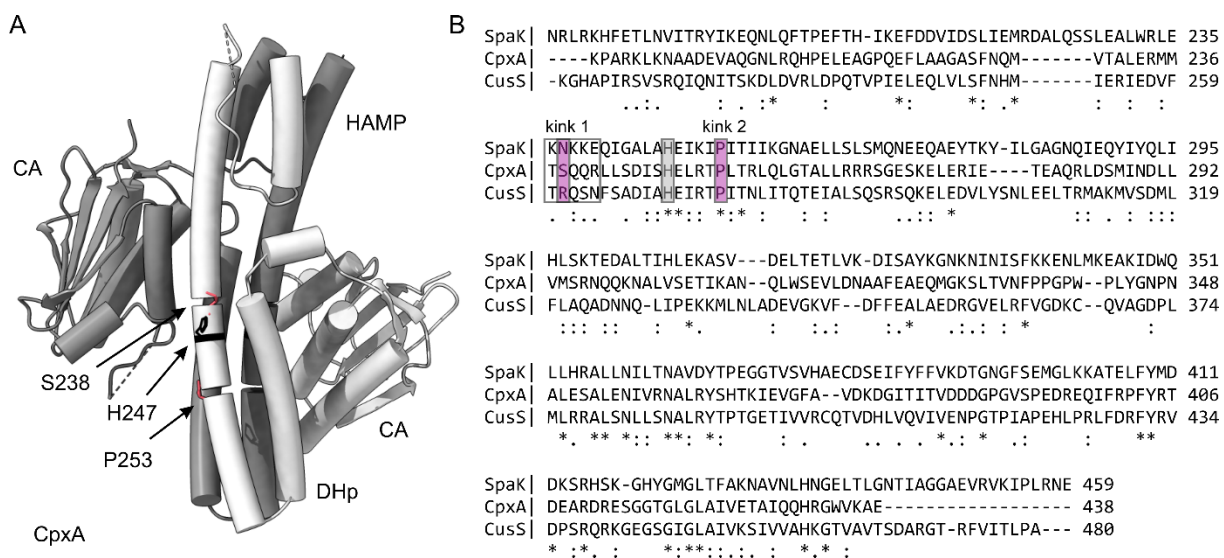 A
CA
HAMP
S238
H247
P253
CA
DHp
CpxA
B
SpaK| NRLRKHFETLNVITRYIKEQNLQFTPEFTH-IKEFDDVIDSLIEMRDALQSSLEALWRLE 235
CpxA| ----KPARKLKNAADEVAQGNLRQHPELEAGPQEFLAAGASFNQM-------VTALERMM 236
CusS| -KGHAPIRSVSRQIQNITSKDLDVRLDPQTVPIELEQLVLSFNHM-------IERIEDVF 259
..: : . :* : * :* * : : :
kink 1 kink 2
SpaK| KNKKEQIGALAHEIKIPITIIKGNAELLSLSMQNEEQAEYTKY-ILGAGNQIEQYIYQLI 295
CpxA| TSQQRLLSDISHELRTPLTRLQLGTALLRRRSGESKELERIE--TEAQRLDSMINDLI 292
CusS| TRQSNFSADIAHEIRTPITNLITQTEIALSQSRSQKELEDVLYSNLEELTRMAKMVSDML 319
. :: : ::**:: *:* : : : .::. * :: : : ::
SpaK| HLSKTEDALTIHLEKASV---DELTETLVK-DISAYKGNKNINISFKKENLMKEAKIDWQ 351
CpxA| VMSRNQQKNALVSETIKAN--QLWSEVLDNAAFEAEQMGKSLTVNFPPGPW--PLYGNPN 348
CusS| FLAQADNNQ-LIPEKKMLNLADEVGKVF--DFFEALAEDRGVELRFVGDKC--QVAGDPL 374
::: :: : *. : :.: :.* .:.: : * :
SpaK| LLHRALLNILTNAVDYTPEGGTVSVHAECDSEIFYFFVKDTGNGFSEMGLKKATELFYMD 411
CpxA| ALESALENIVRNALRYSHTKIEVGFA--VDKDGITITVDDDGPGVSPEDREQIFRPFYRT 406
CusS| MLRRALSNLLSNALRYTPTGETIVVRCQTVDHLVQVIVENPGTPIAPEHLPRLFDRFYRV 434
*. ** *:: **: *: : . .. . *.: * .: : **
SpaK| DKSRHSK-GHYGMGLTFAKNAVNLHNGELTLGNTIAGGAEVRVKIPLRNE 459
CpxA| DEARDRESGGTGLGLAIVETAIQQHRGWVKAE------------------ 438
CusS| DPSRQRKGEGSGIGLAIVKSIVVAHKGTVAVTSDARGT-RFVITLPA--- 480
* :*. : *:**::.:. : *.* :